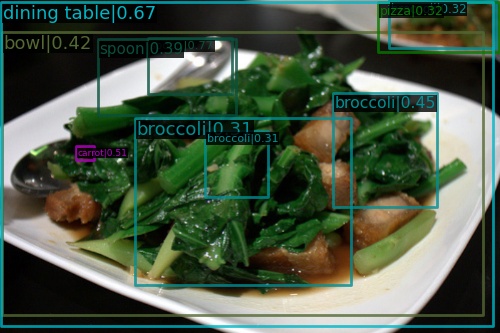 dining table|0.67
pizza|0.32
0.32
bowl|0.42
spoon|0.39
0.77
broccoli|0.45
broccoli|0.31
broccoli|0.31
carrot|0.51